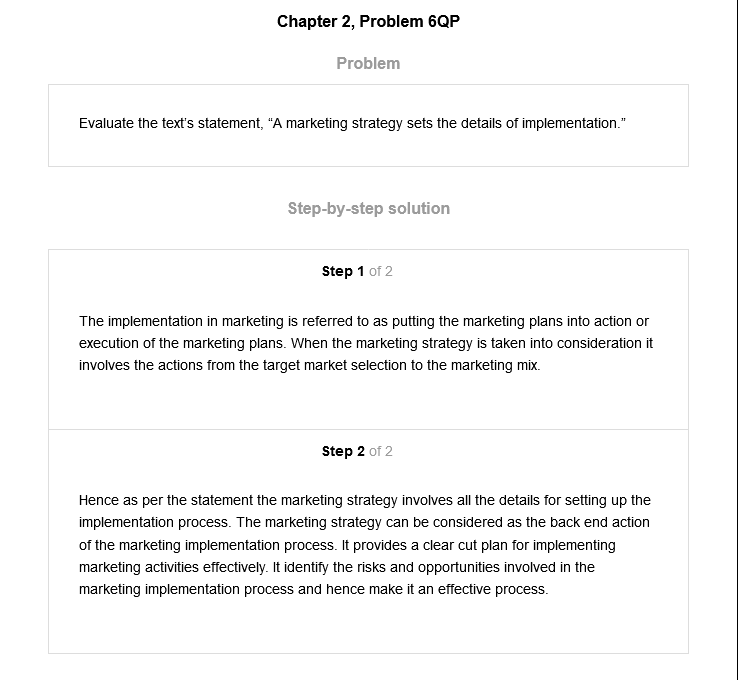 Chapter 2, Problem 6QP
Problem
Evaluate the text's statement, “A marketing strategy sets the details of implementation.”
Step-by-step solution
Step 1 of 2
The implementation in marketing is referred to as putting the marketing plans into action or
execution of the marketing plans. When the marketing strategy is taken into consideration it
involves the actions from the target market selection to the marketing mix.
Step 2 of 2
Hence as per the statement the marketing strategy involves all the details for setting up the
implementation process. The marketing strategy can be considered as the back end action
of the marketing implementation process. It provides a clear cut plan for implementing
marketing activities effectively. It identify the risks and opportunities involved in the
marketing implementation process and hence make it an effective process.